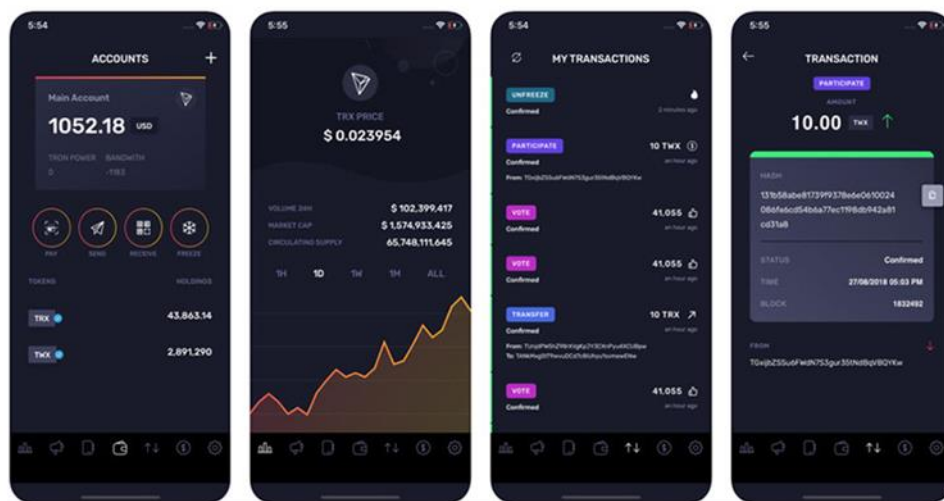 5:54
ACCOUNTS
Main Account
1052.18 USD
TRON POWER BANDWITH
0 -1183
PAY SEND RECEIVE FREEZE
TOKENS HOLDINGS
TRX 43,863.14
TWX 2,891,290
5:55
TRX PRICE
$ 0.023954
VOLUME 24H $ 102,399,417
MARKET CAP $ 1,574,933,425
CIRCULATING SUPPLY 65,748,111,645
1H 1D 1W 1M ALL
5:54
MY TRANSACTIONS
UNFREEZE
Confirmed 2 minutes ago
PARTICIPATE 10 TWX
Confirmed an hour ago
From:
VOTE 41,055
Confirmed an hour ago
VOTE 41,055
Confirmed an hour ago
TRANSFER 10 TRX
Confirmed an hour ago
From:
To:
VOTE 41,055
Confirmed an hour ago
5:55
TRANSACTION
PARTICIPATE
AMOUNT
10.00 TWX
HASH
STATUS Confirmed
TIME 27/08/2018 05:03 PM
BLOCK 1832492
FROM